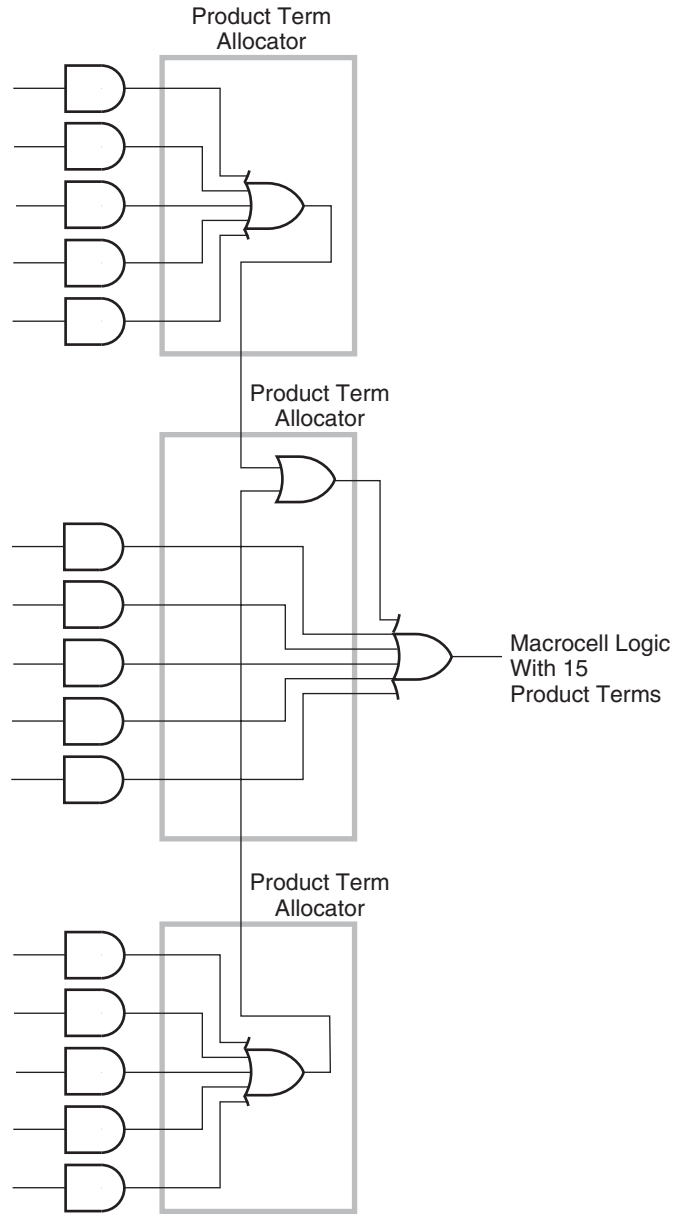 Product Term
Allocator
Product Term
Allocator
Macrocell Logic
With 15
Product Terms
Product Term
Allocator